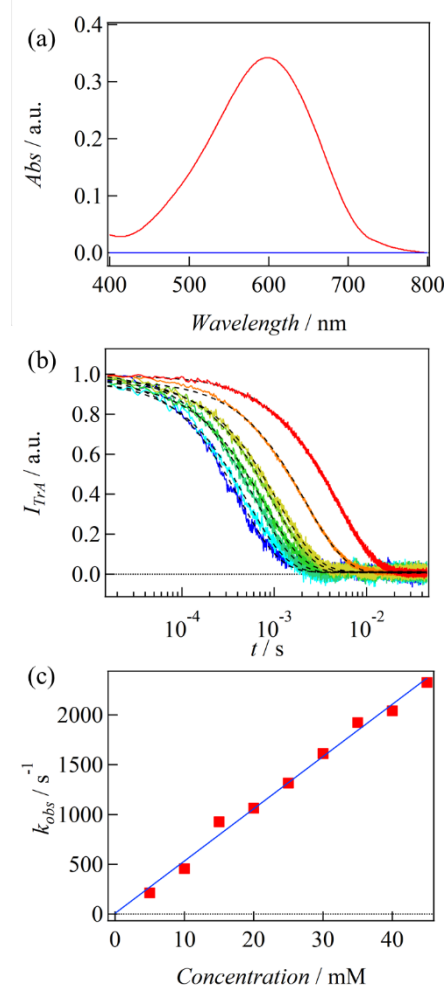 (a)
0.4
0.3
0.2
0.1
0.0
Abs / a.u.
400 500 600 700 800
Wavelength / nm
(b)
1.0
0.8
0.6
0.4
0.2
0.0
I_TrA / a.u.
10^-4 10^-3 10^-2
t / s
(c)
2000
1500
1000
500
0
k_obs / s^-1
0 10 20 30 40
Concentration / mM